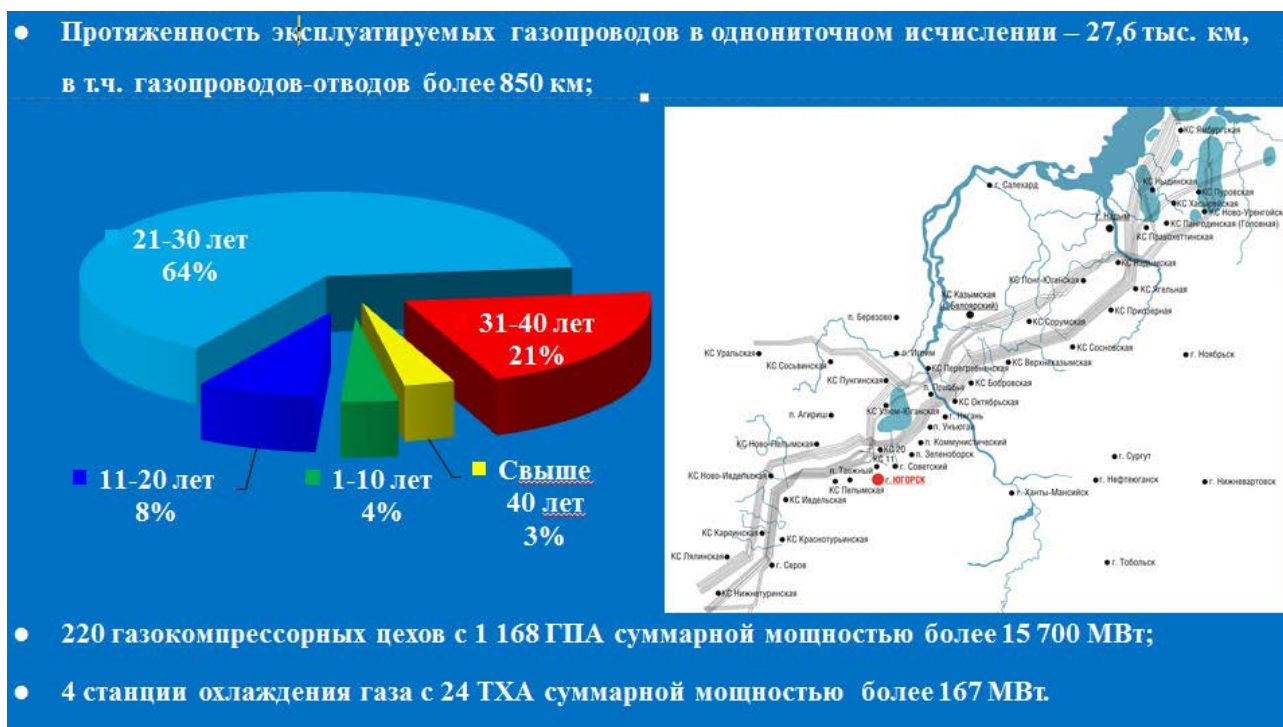 ● Протяженность эксплуатируемых газопроводов в однониточном исчислении – 27,6 тыс. км,
в т.ч. газопроводов-отводов более 850 км;
21-30 лет
64%
31-40 лет
21%
11-20 лет
8%
1-10 лет
4%
Свыше
40 лет
3%
КС Ямбургская
г. Салехард
КС Ныдинская
КС Пуровская
КС Хасырейская
КС Ново-Уренгойская
г. Надым
КС Пангодинская (Головная)
КС Правохеттинская
КС Надымская
КС Лонг-Юганская
КС Ягельная
КС Казымская
(г. Белоярский)
КС Приозерная
п. Березово
КС Сорумская
КС Уральская
п. Игрим
КС Сосновская
г. Ноябрьск
КС Сосьвинская
КС Перегребненская
КС Верхнеказымская
КС Пунгинская
п. Приобье
КС Бобровская
КС Октябрьская
п. Агириш
КС Улюм-Юганская
г. Нягань
п. Унъюган
КС Ново-Пелымская
КС 20
п. Коммунистический
КС 11
п. Зеленоборск
г. Сургут
КС Ново-Ивдельская
п. Таежный
г. Советский
КС Пелымская
г. ЮГОРСК
г. Нефтеюганск
г. Нижневартовск
КС Ивдельская
г. Ханты-Мансийск
КС Карпинская
КС Краснотурьинская
КС Лялинская
г. Серов
г. Тобольск
КС Нижнетуринская
● 220 газокомпрессорных цехов с 1 168 ГПА суммарной мощностью более 15 700 МВт;
● 4 станции охлаждения газа с 24 ТХА суммарной мощностью более 167 МВт.